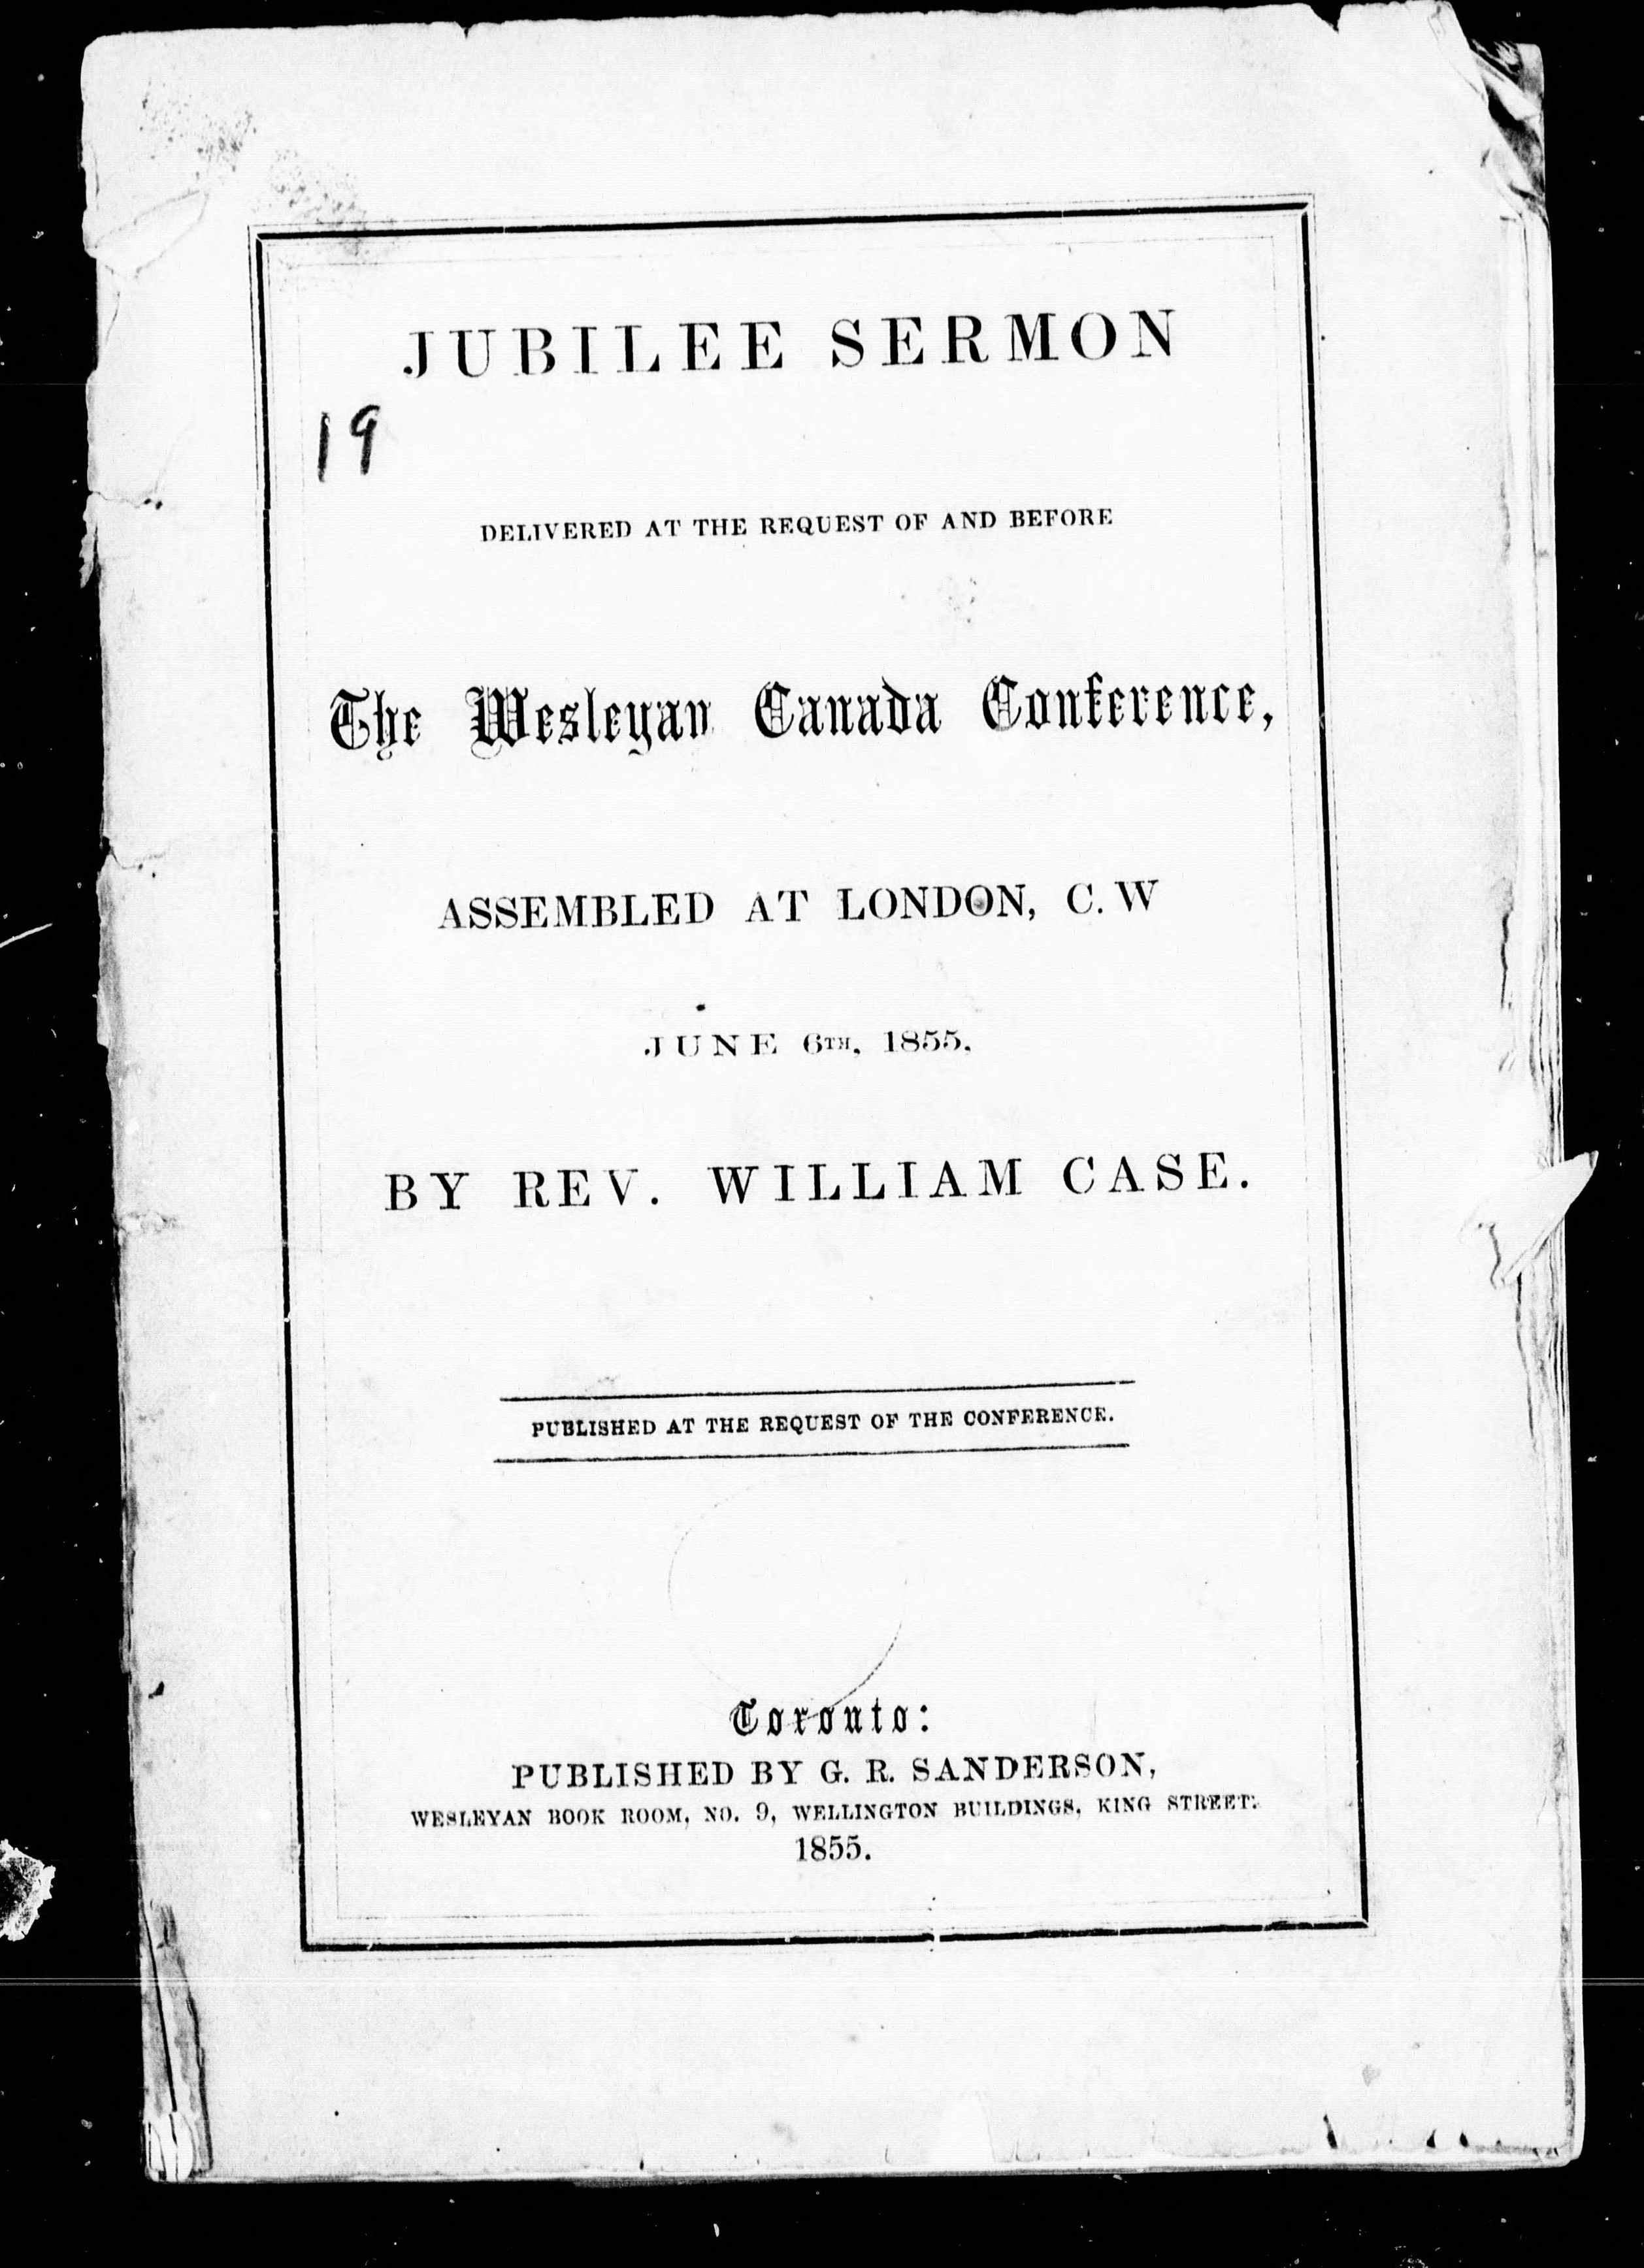 JUBILEE SERMON
19
DELIVERED AT THE REQUEST OF AND BEFORE
The Wesleyan Canada Conference,
ASSEMBLED AT LONDON, C. W
JUNE 6TH, 1855,
BY REV. WILLIAM CASE.
PUBLISHED AT THE REQUEST OF THE CONFERENCE.
Toronto:
PUBLISHED BY G. R. SANDERSON,
WESLEYAN BOOK ROOM, NO. 9, WELLINGTON BUILDINGS, KING STREET.
1855.